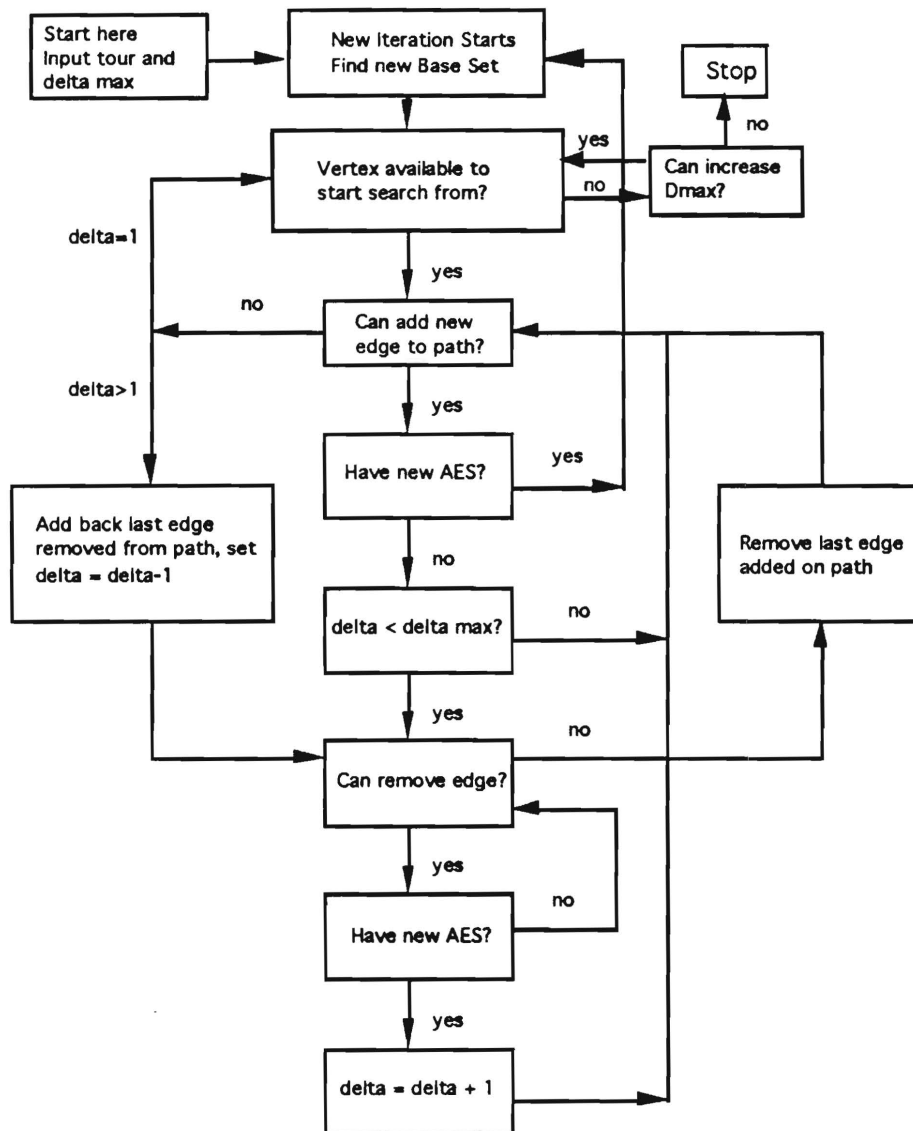 Start here
Input tour and
delta max
New Iteration Starts
Find new Base Set
Stop
no
yes
Vertex available to
start search from?
no
Can increase
Dmax?
delta=1
yes
no
Can add new
edge to path?
delta>1
yes
Have new AES?
yes
Add back last edge
removed from path, set
delta = delta-1
no
Remove last edge
added on path
delta < delta max?
no
yes
Can remove edge?
no
yes
no
Have new AES?
yes
delta = delta + 1